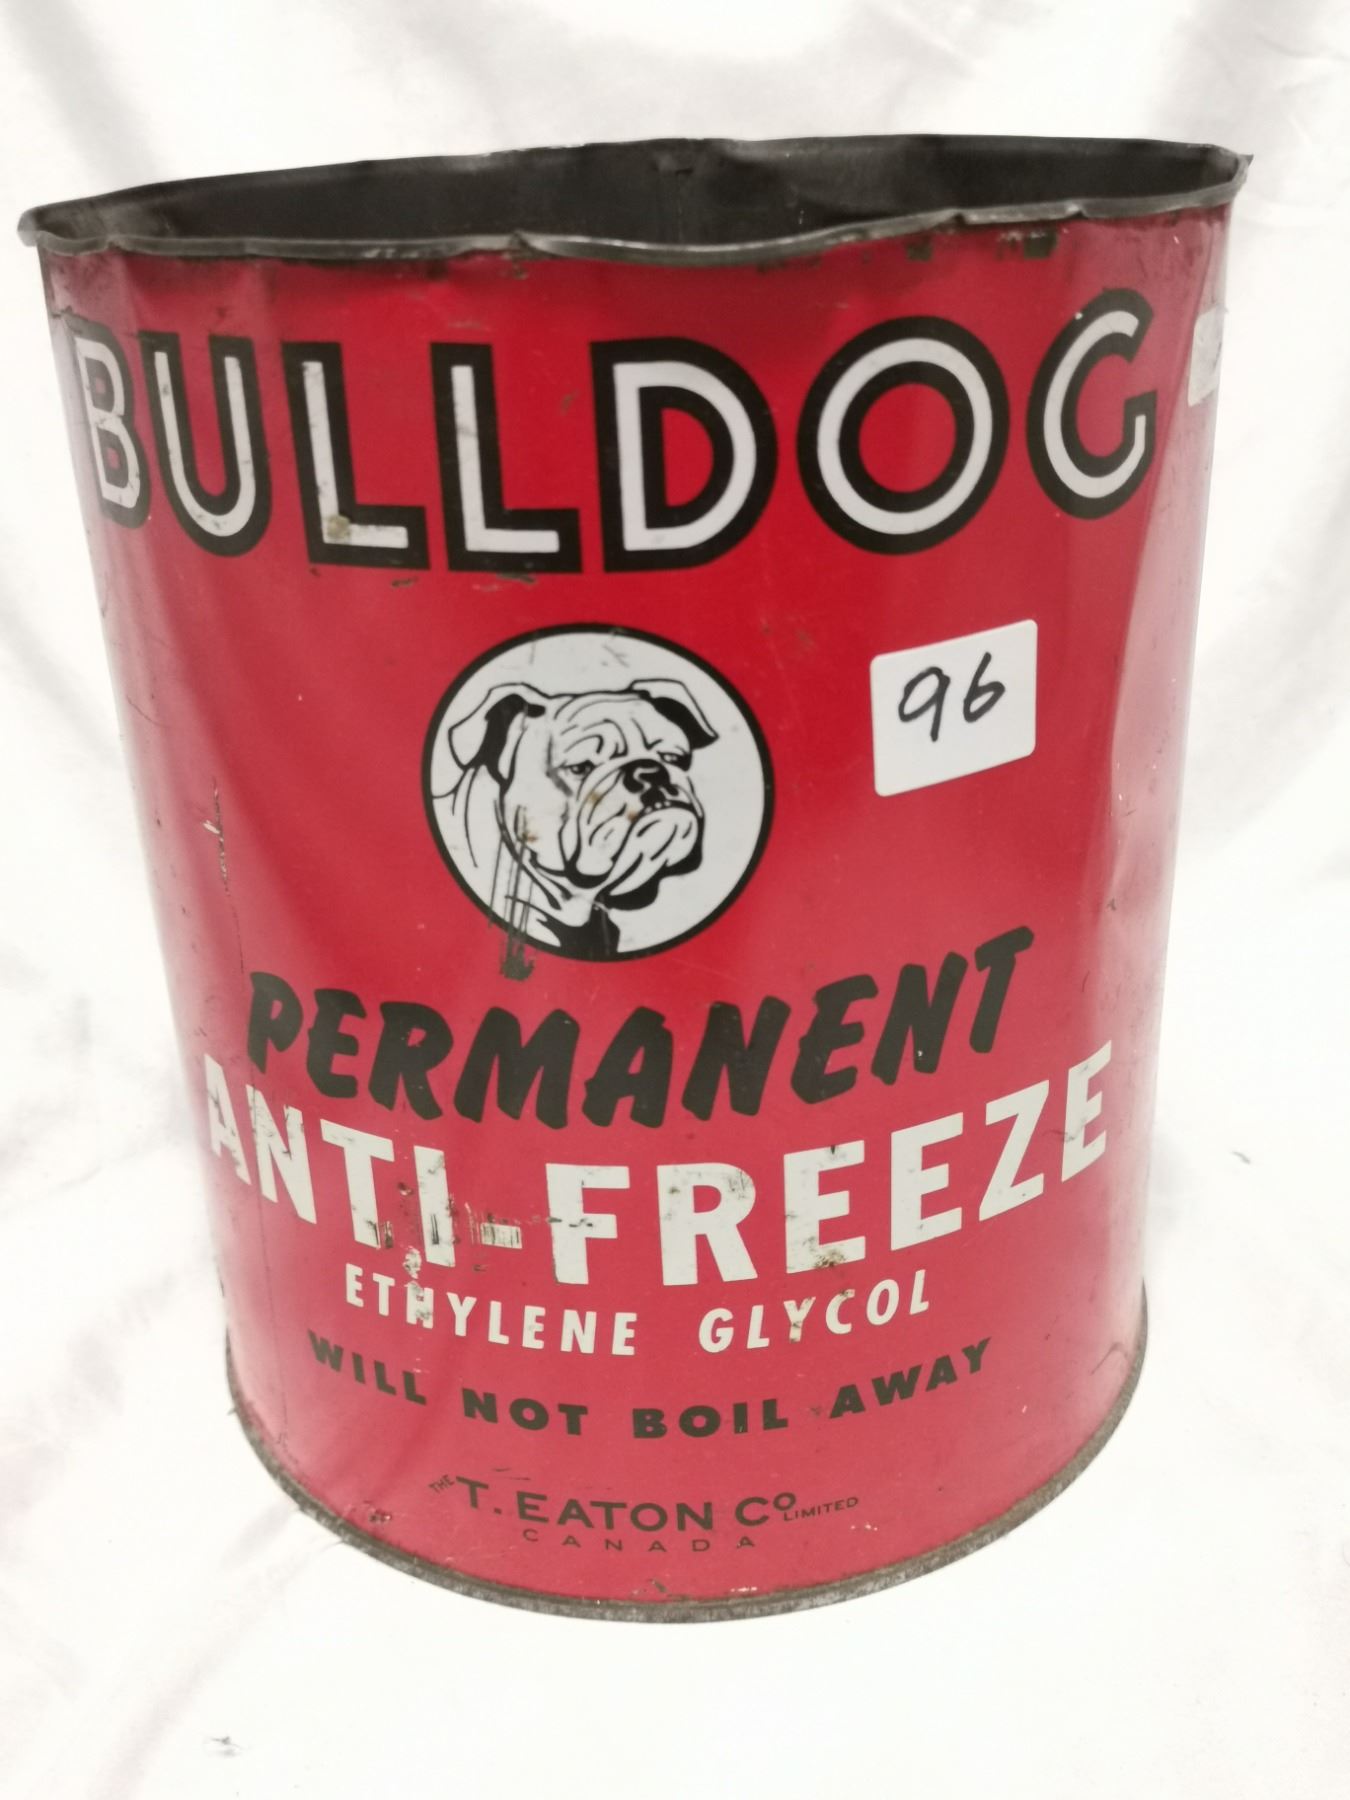 BULLDOG
96
PERMANENT
ANTI-FREEZE
ETHYLENE GLYCOL
WILL NOT BOIL AWAY
THE T. EATON CO LIMITED
CANADA